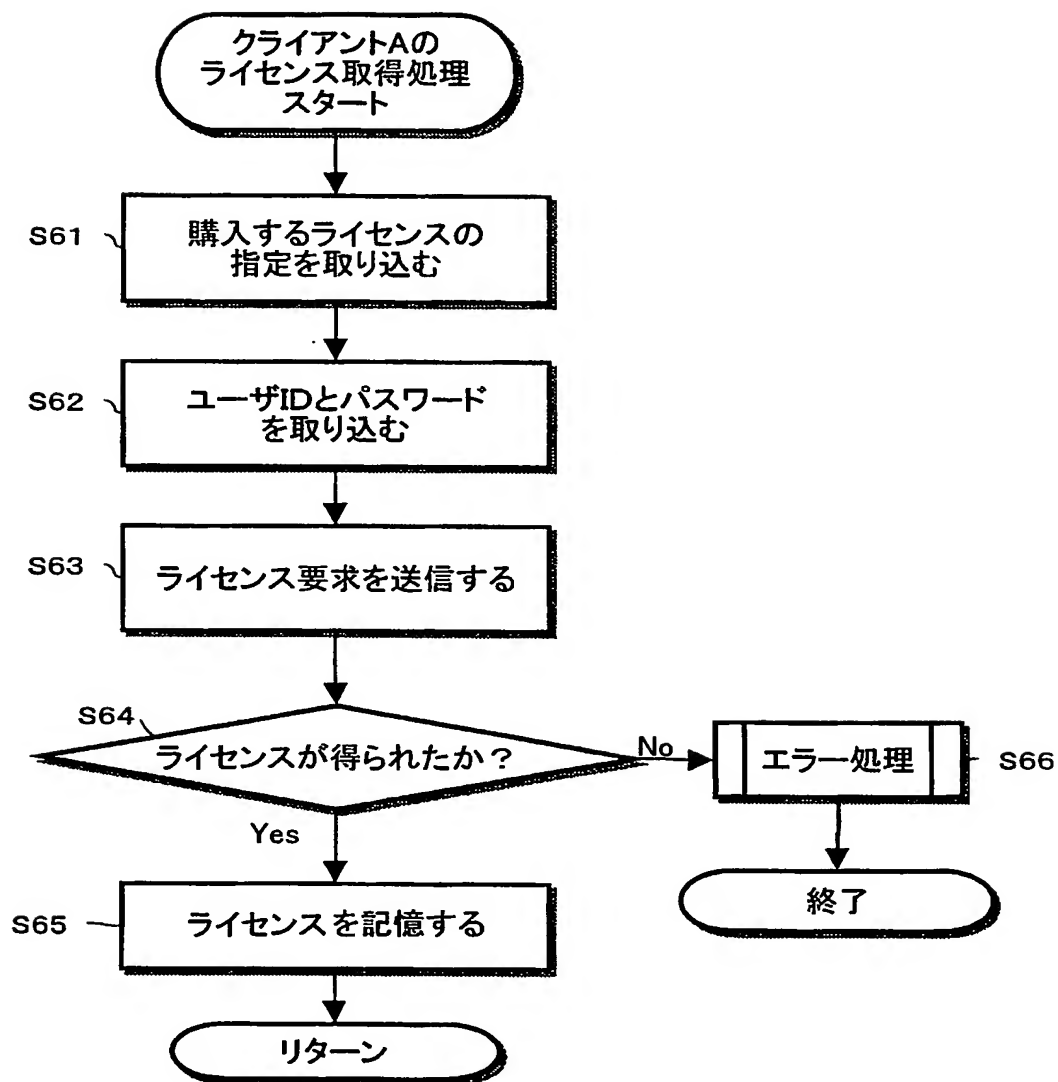 クライアントAの
ライセンス取得処理
スタート
S61
購入するライセンスの
指定を取り込む
S62
ユーザIDとパスワード
を取り込む
S63
ライセンス要求を送信する
S64
ライセンスが得られたか？
No
エラー処理
S66
Yes
終了
S65
ライセンスを記憶する
リターン